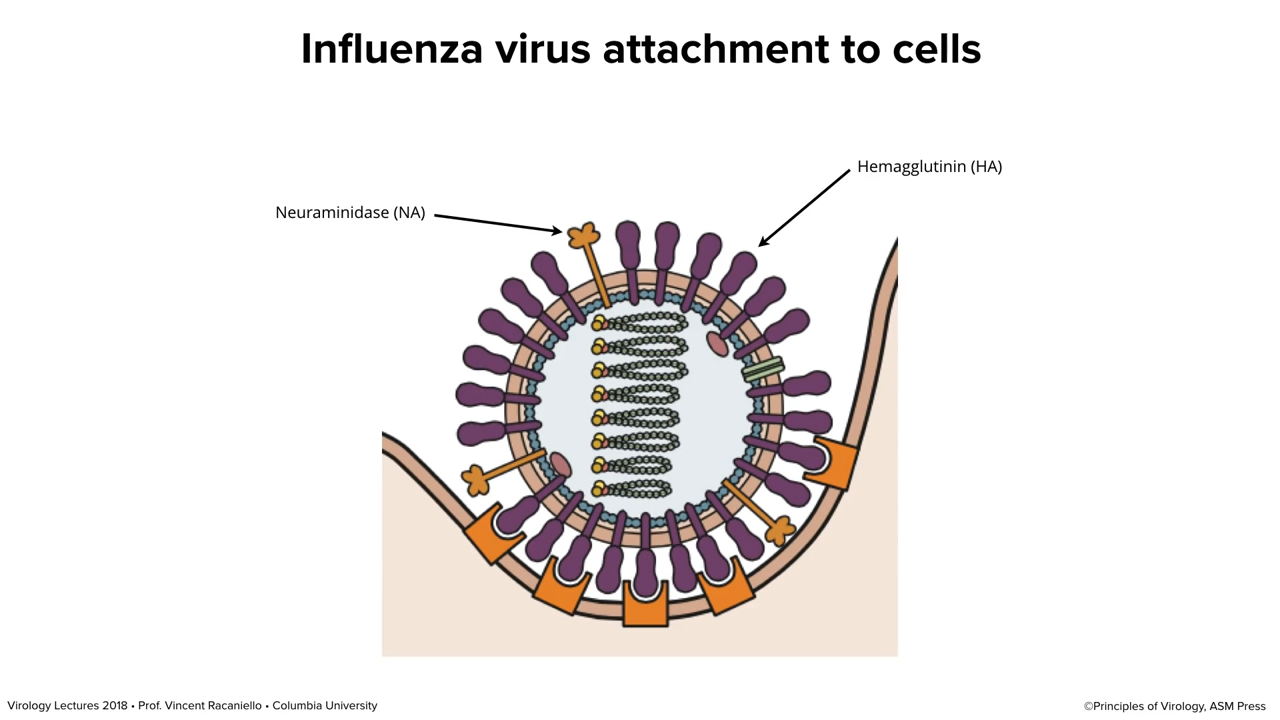 Influenza virus attachment to cells
Hemagglutinin (HA)
Neuraminidase (NA)
Virology Lectures 2018 • Prof. Vincent Racaniello • Columbia University
©Principles of Virology, ASM Press